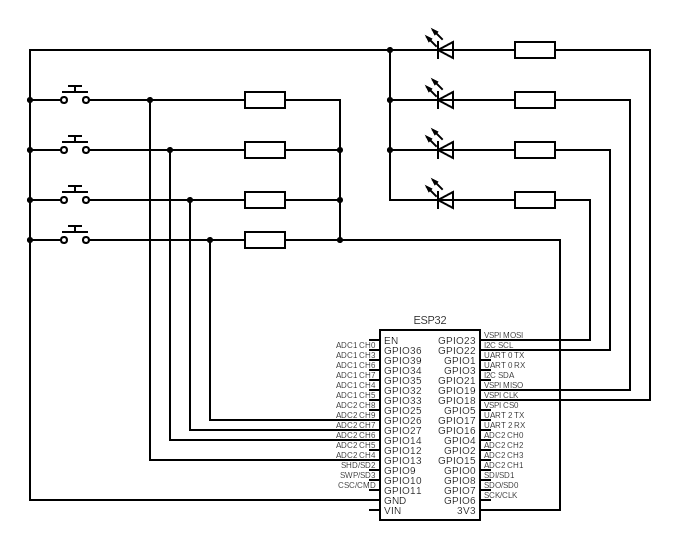 ESP32
EN
ADC1 CH0 GPIO36
ADC1 CH3 GPIO39
ADC1 CH6 GPIO34
ADC1 CH7 GPIO35
ADC1 CH4 GPIO32
ADC1 CH5 GPIO33
ADC2 CH8 GPIO25
ADC2 CH9 GPIO26
ADC2 CH7 GPIO27
ADC2 CH6 GPIO14
ADC2 CH5 GPIO12
ADC2 CH4 GPIO13
SHD/SD2 GPIO9
SWP/SD3 GPIO10
CSC/CMD GPIO11
GND
VIN
GPIO23 VSPI MOSI
GPIO22 I2C SCL
GPIO1 UART 0 TX
GPIO3 UART 0 RX
GPIO21 I2C SDA
GPIO19 VSPI MISO
GPIO18 VSPI CLK
GPIO5 VSPI CS0
GPIO17 UART 2 TX
GPIO16 UART 2 RX
GPIO4 ADC2 CH0
GPIO2 ADC2 CH2
GPIO15 ADC2 CH3
GPIO0 ADC2 CH1
GPIO8 SDI/SD1
GPIO7 SDO/SD0
GPIO6 SCK/CLK
3V3